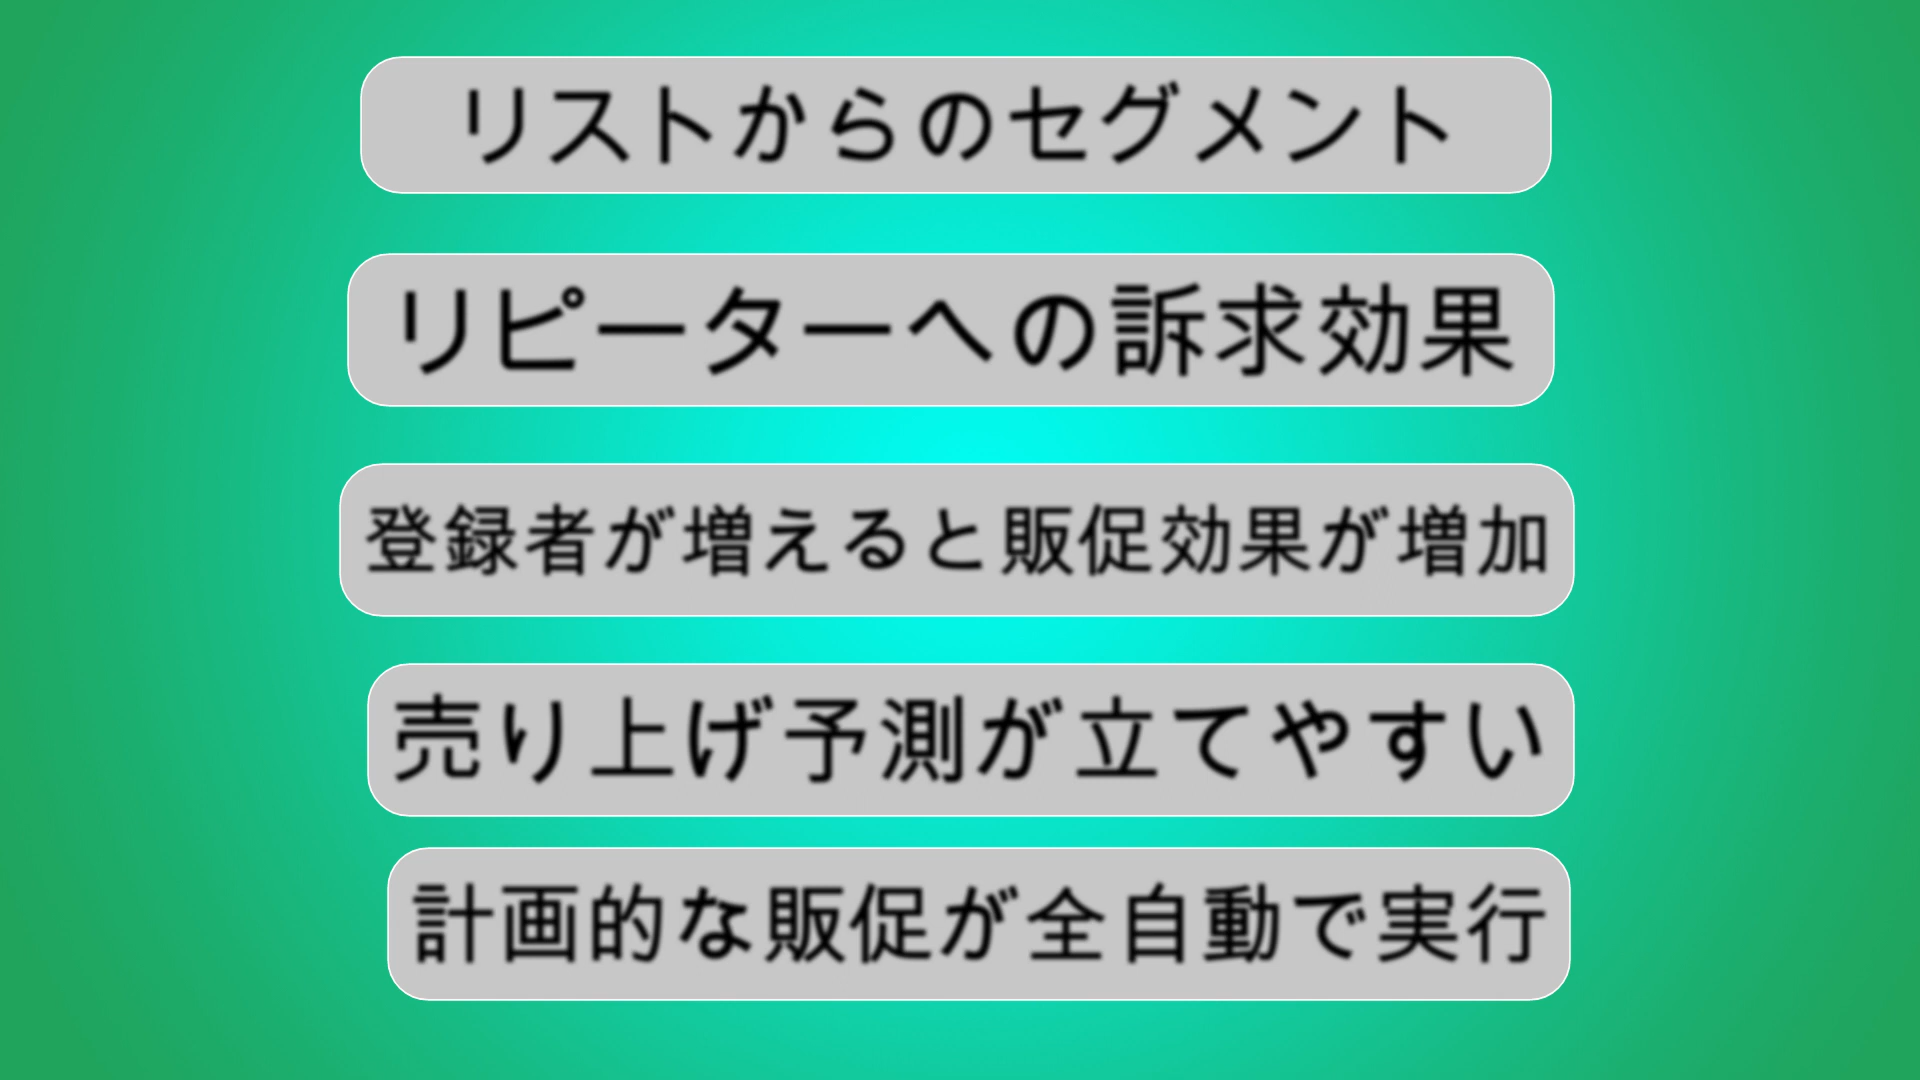 リストからのセグメント
リピーターへの訴求効果
登録者が増えると販促効果が増加
売り上げ予測が立てやすい
計画的な販促が全自動で実行